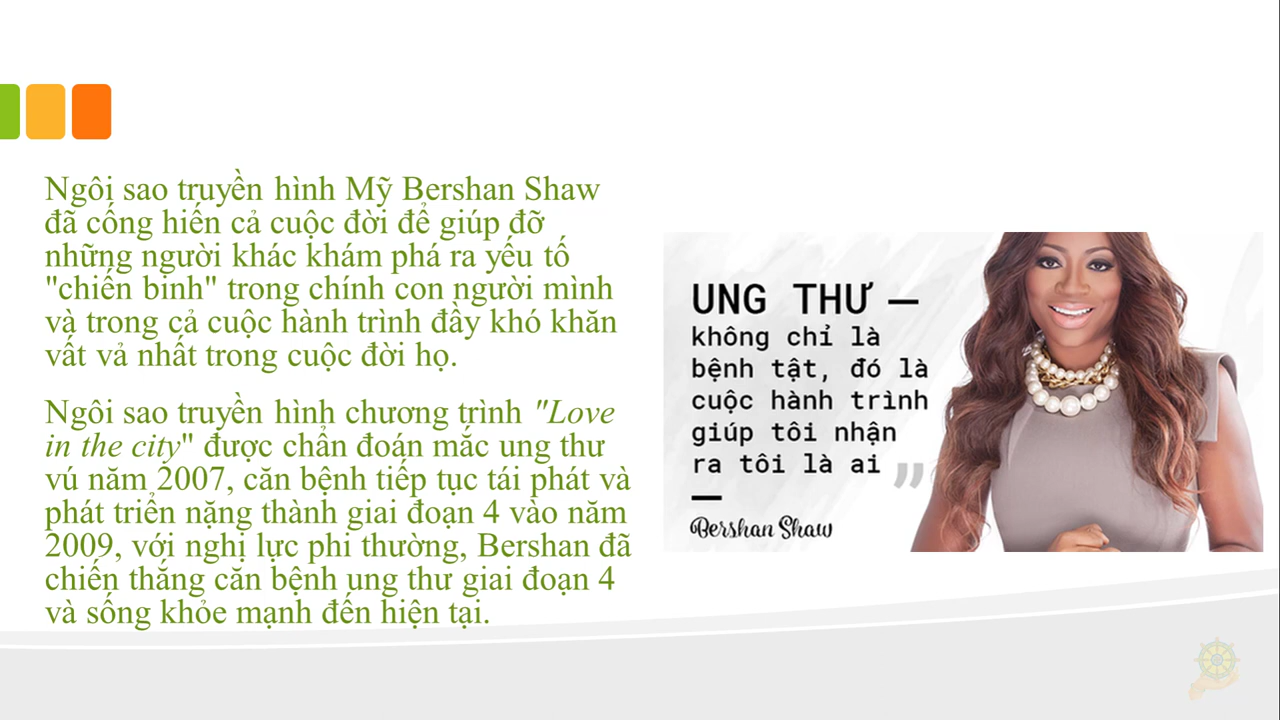 Ngôi sao truyền hình Mỹ Bershan Shaw
đã cống hiến cả cuộc đời để giúp đỡ
những người khác khám phá ra yếu tố
"chiến binh" trong chính con người mình
và trong cả cuộc hành trình đầy khó khăn
vất vả nhất trong cuộc đời họ.
Ngôi sao truyền hình chương trình "Love
in the city" được chẩn đoán mắc ung thư
vú năm 2007, căn bệnh tiếp tục tái phát và
phát triển nặng thành giai đoạn 4 vào năm
2009, với nghị lực phi thường, Bershan đã
chiến thắng căn bệnh ung thư giai đoạn 4
và sống khỏe mạnh đến hiện tại.
UNG THƯ —
không chỉ là
bệnh tật, đó là
cuộc hành trình
giúp tôi nhận
ra tôi là ai ”
—
Bershan Shaw